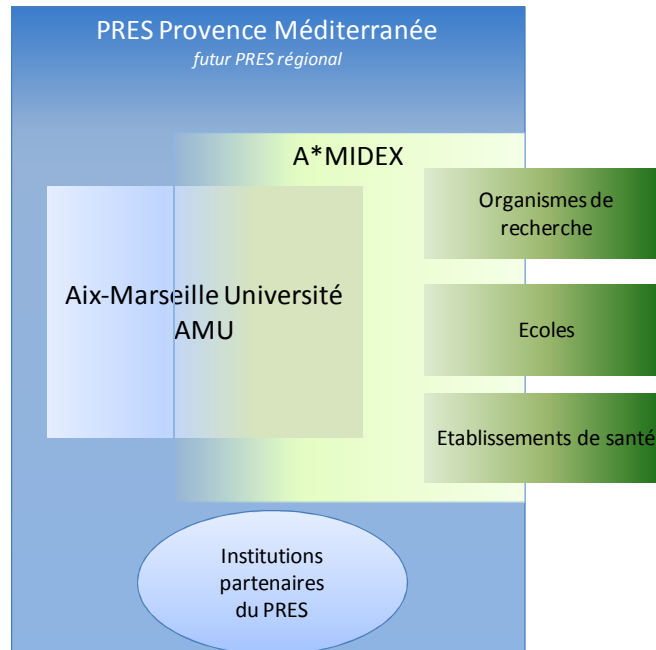 PRES Provence Méditerranée
futur PRES régional
A*MIDEX
Organismes de
recherche
Aix-Marseille Université
AMU
Ecoles
Etablissements de santé
Institutions
partenaires
du PRES